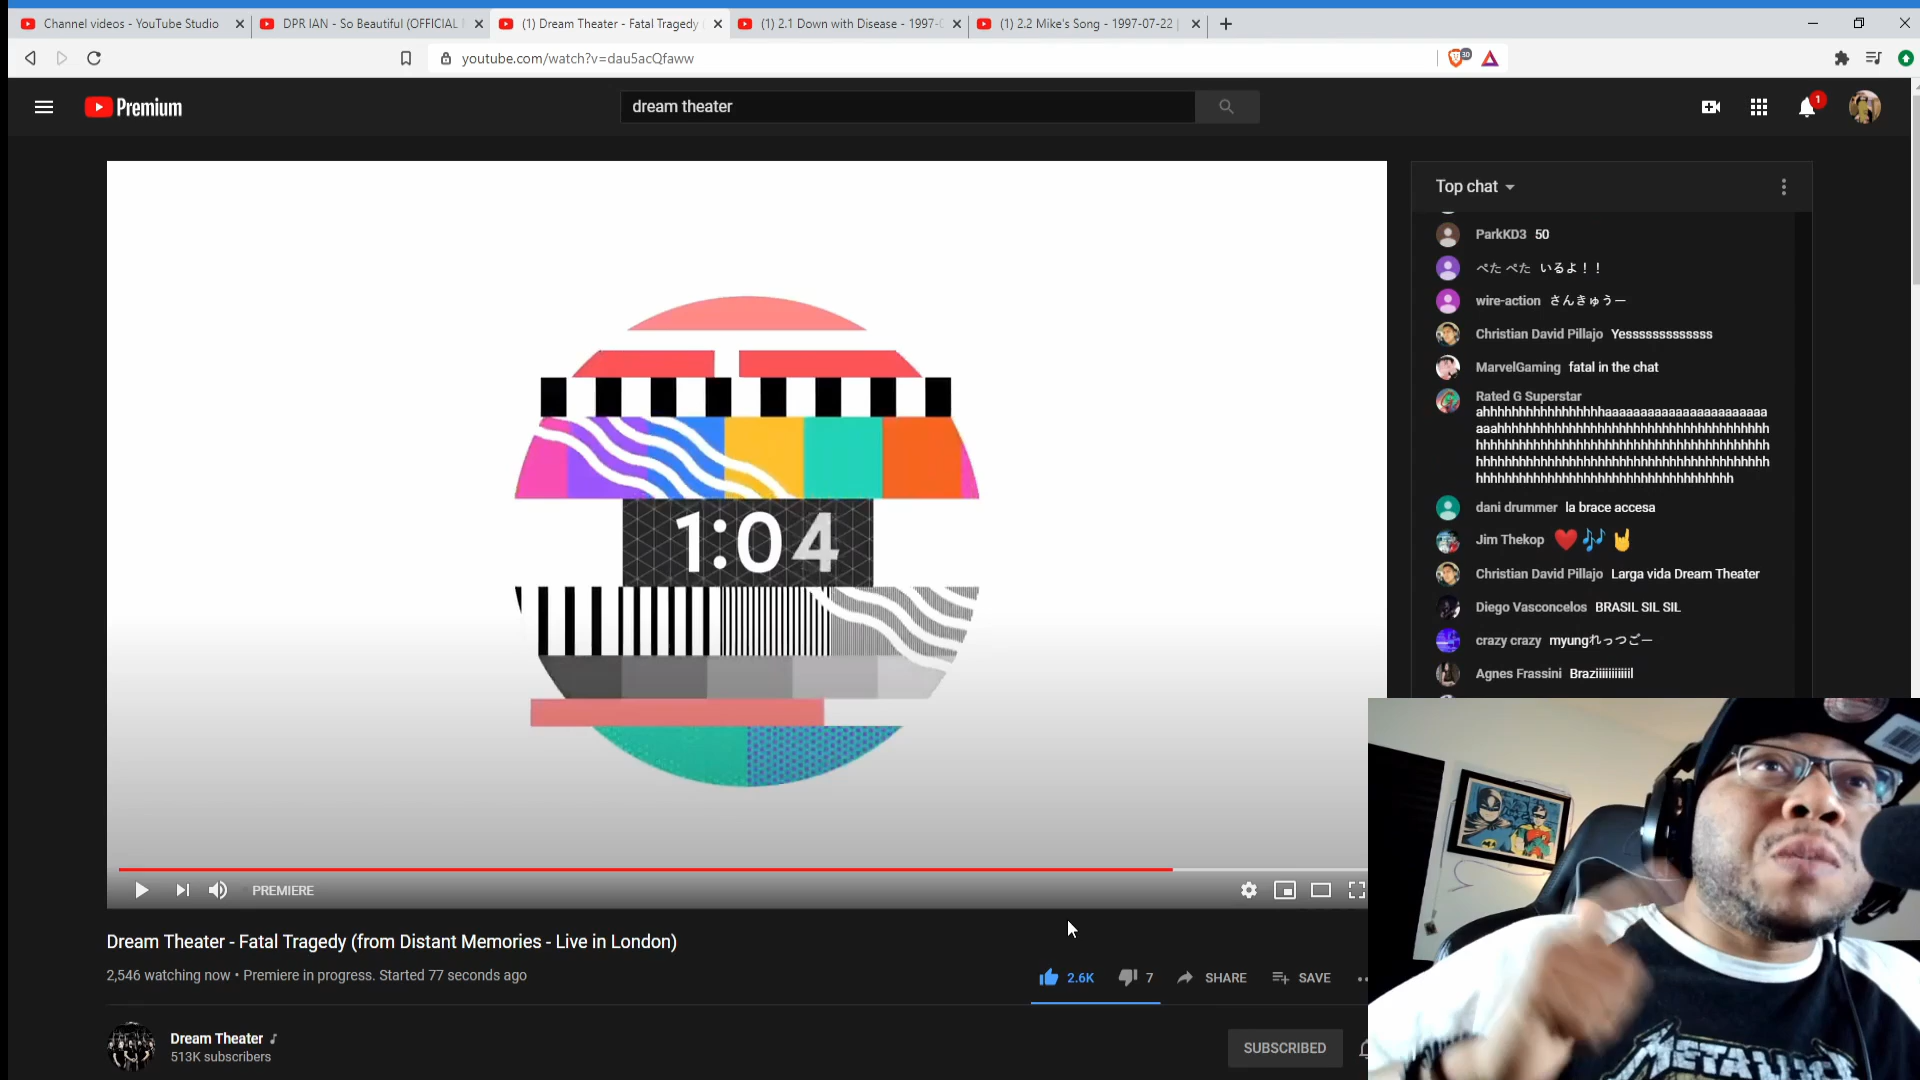 Channel videos - YouTube Studio
DPR IAN - So Beautiful (OFFICIAL
(1) Dream Theater - Fatal Tragedy
(1) 2.1 Down with Disease - 1997-
(1) 2.2 Mike's Song - 1997-07-22 |
youtube.com/watch?v=dau5acQfaww
30
Premium
dream theater
1
Top chat
ParkKD3 50
ぺた ぺた いるよ！！
wire-action さんきゅうー
Christian David Pillajo Yesssssssssssss
MarvelGaming fatal in the chat
Rated G Superstar
dani drummer la brace accesa
Jim Thekop ❤️🎶🤘
Christian David Pillajo Larga vida Dream Theater
Diego Vasconcelos BRASIL SIL SIL
crazy crazy myungれっつごー
Agnes Frassini Braziiiiiiiiiiil
1:04
PREMIERE
Dream Theater - Fatal Tragedy (from Distant Memories - Live in London)
2,546 watching now • Premiere in progress. Started 77 seconds ago
2.6K
7
SHARE
SAVE
Dream Theater
513K subscribers
SUBSCRIBED
METALLICA